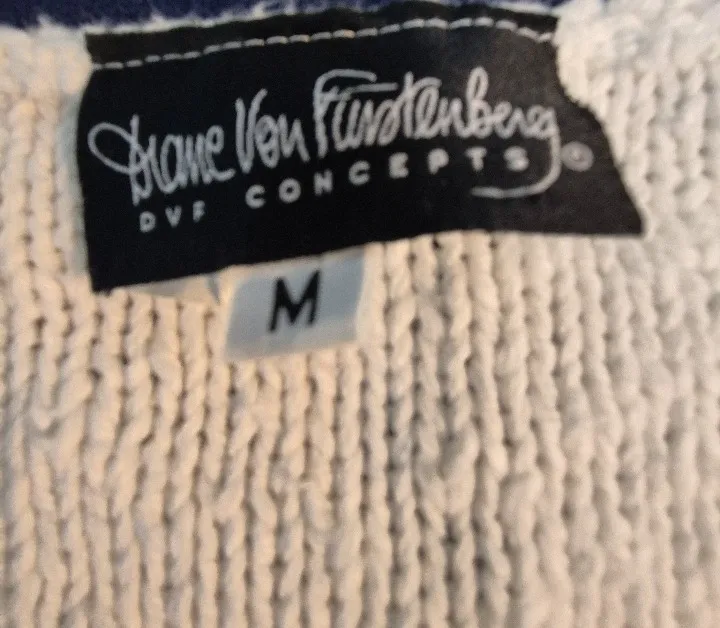 Diane Von Furstenberg
DVF CONCEPTS ®
M